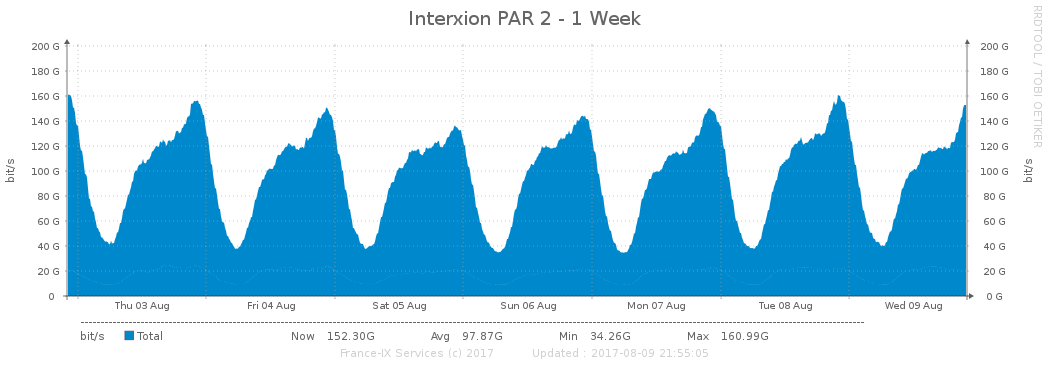 Interxion PAR 2 - 1 Week
RRDTOOL / TOBI OETIKER
bit/s
200 G
180 G
160 G
140 G
120 G
100 G
80 G
60 G
40 G
20 G
0
200 G
180 G
160 G
140 G
120 G
100 G
80 G
60 G
40 G
20 G
0 G
bit/s
Thu 03 Aug Fri 04 Aug Sat 05 Aug Sun 06 Aug Mon 07 Aug Tue 08 Aug Wed 09 Aug
bit/s Total Now 152.30G Avg 97.87G Min 34.26G Max 160.99G
France-IX Services (c) 2017 Updated : 2017-08-09 21:55:05